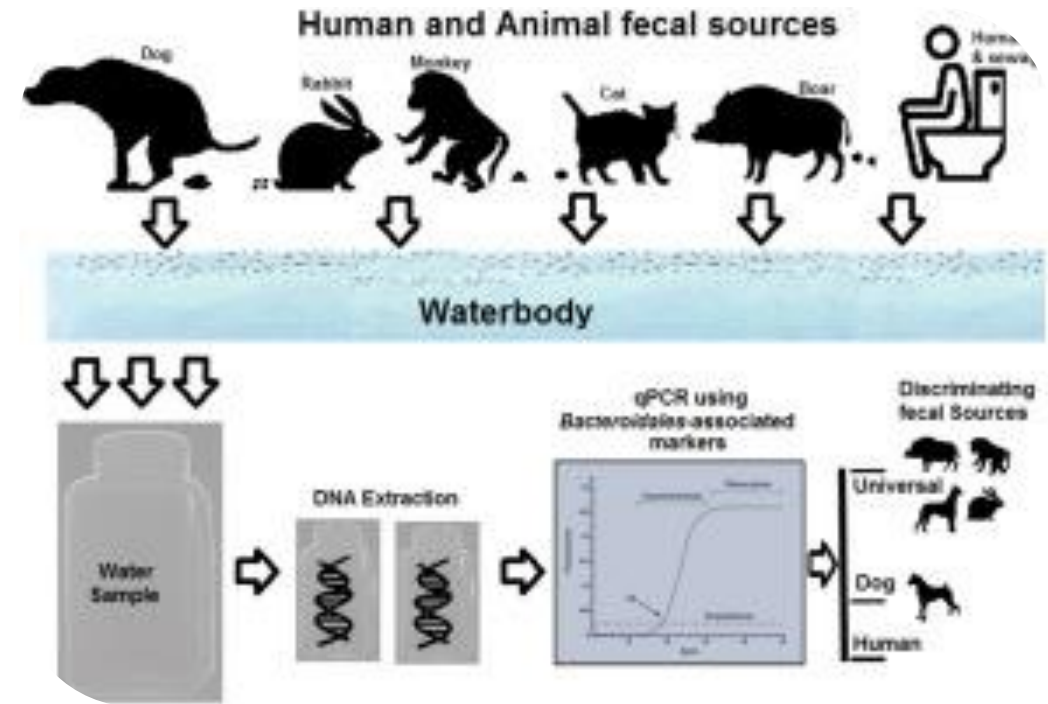 Human and Animal fecal sources
Dog
Rabbit
Monkey
Cat
Boar
& sewa
Waterbody
Discriminating
fecal Sources
qPCR using
Bacteroidales-associated
markers
DNA Extraction
Universal
Water
Sample
Dog
Human